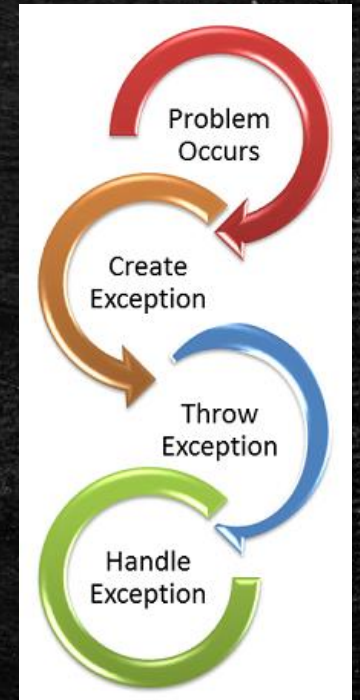 Problem
Occurs
Create
Exception
Throw
Exception
Handle
Exception